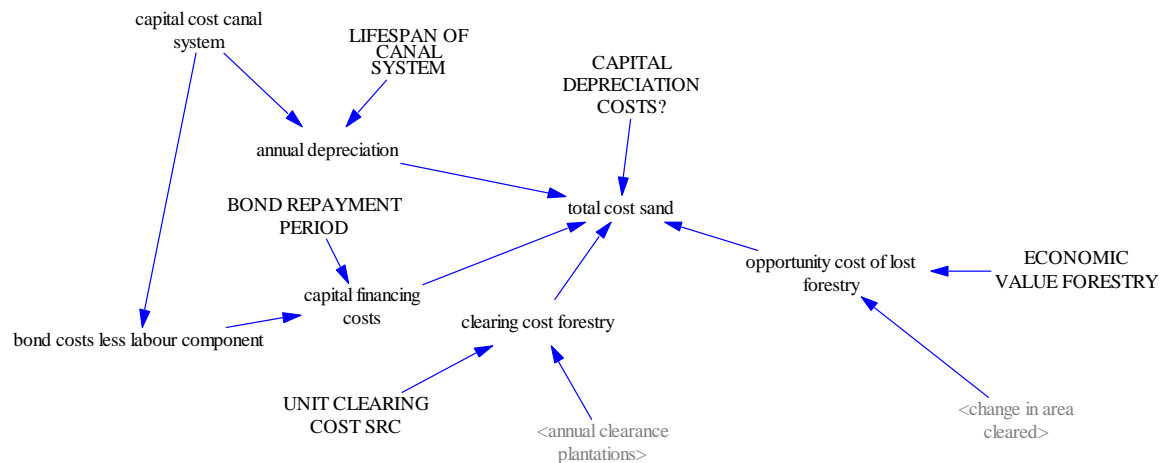 capital cost canal
system
LIFESPAN OF
CANAL
SYSTEM
CAPITAL
DEPRECIATION
COSTS?
annual depreciation
BOND REPAYMENT
PERIOD
total cost sand
opportunity cost of lost
forestry
ECONOMIC
VALUE FORESTRY
capital financing
costs
clearing cost forestry
bond costs less labour component
UNIT CLEARING
COST SRC
<annual clearance
plantations>
<change in area
cleared>